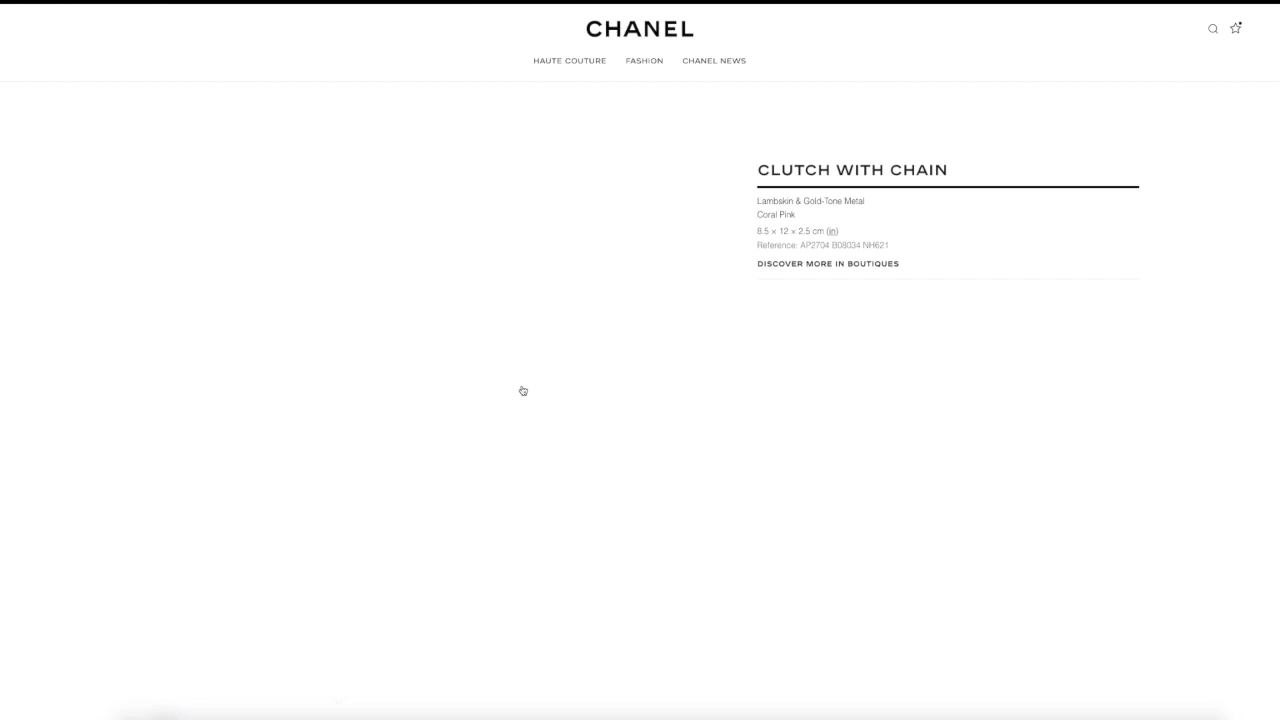 CHANEL
HAUTE COUTURE FASHION CHANEL NEWS
CLUTCH WITH CHAIN
Lambskin & Gold-Tone Metal
Coral Pink
8.5 × 12 × 2.5 cm (in)
Reference: AP2704 B08034 NH621
DISCOVER MORE IN BOUTIQUES